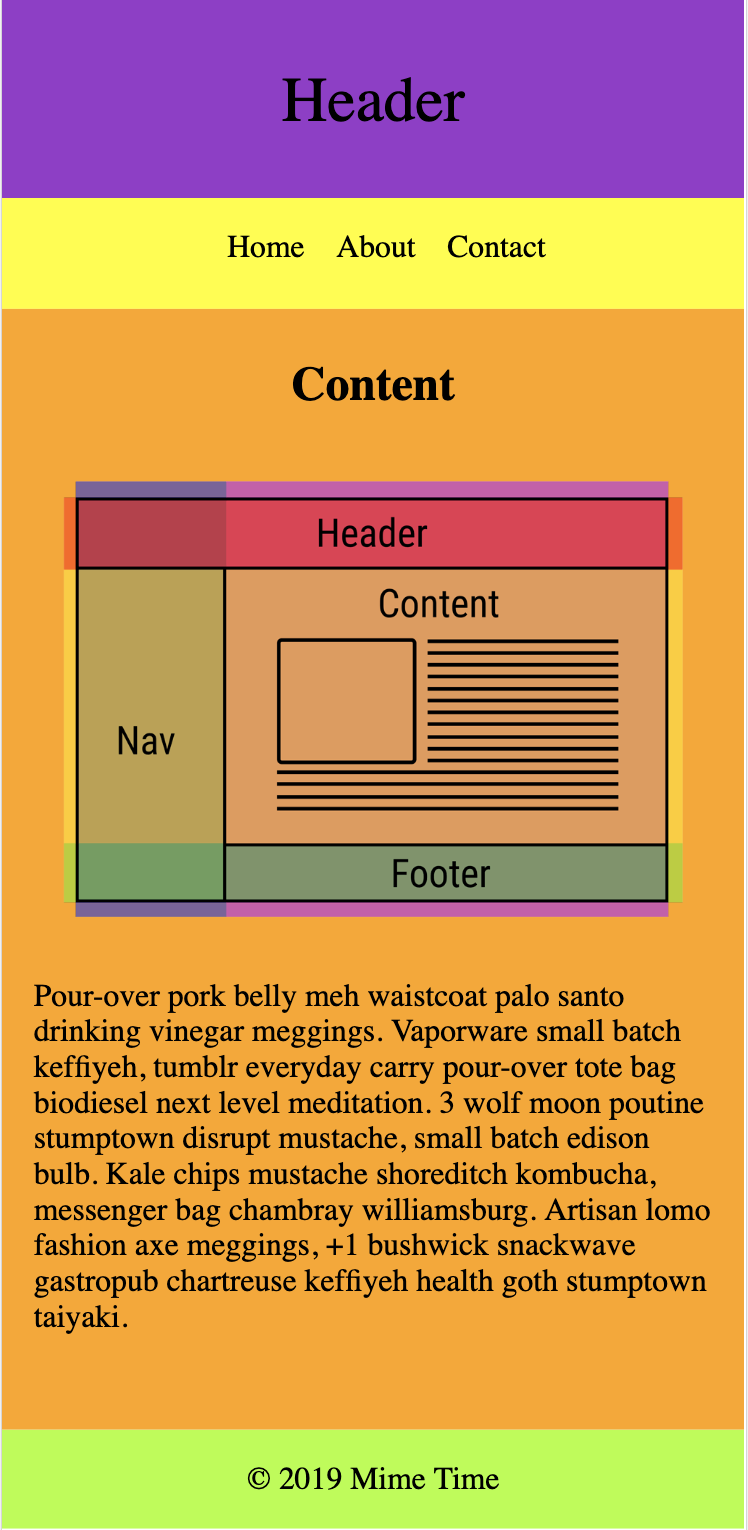 Header
Home About Contact
Content
Header
Content
Nav
Footer
Pour-over pork belly meh waistcoat palo santo
drinking vinegar meggings. Vaporware small batch
keffiyeh, tumblr everyday carry pour-over tote bag
biodiesel next level meditation. 3 wolf moon poutine
stumptown disrupt mustache, small batch edison
bulb. Kale chips mustache shoreditch kombucha,
messenger bag chambray williamsburg. Artisan lomo
fashion axe meggings, +1 bushwick snackwave
gastropub chartreuse keffiyeh health goth stumptown
taiyaki.
© 2019 Mime Time